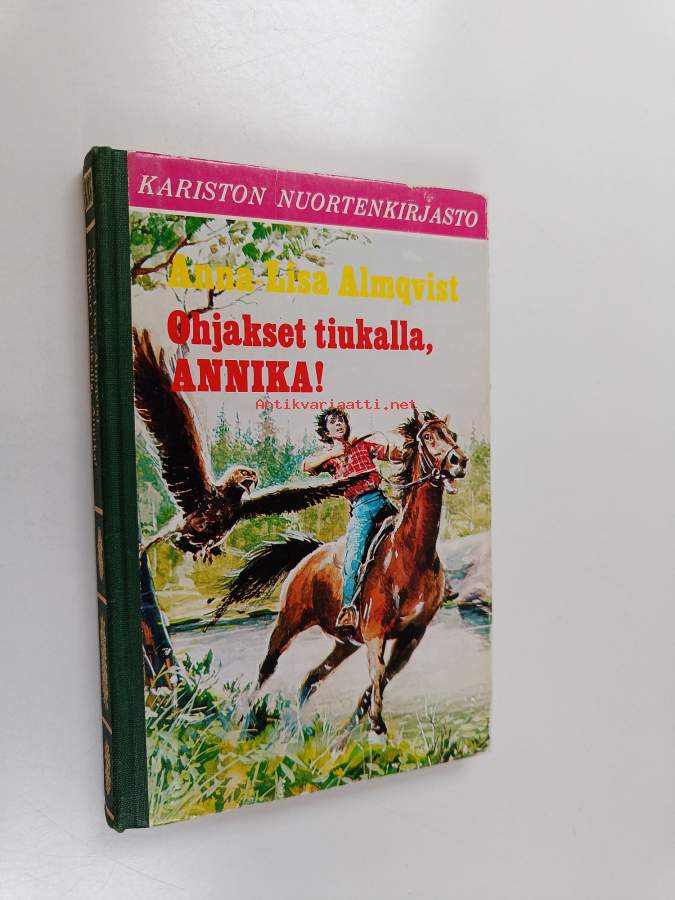 KARISTON NUORTENKIRJASTO
Anna-Lisa Almqvist
Ohjakset tiukalla,
ANNIKA!
Antikvariaatti.net